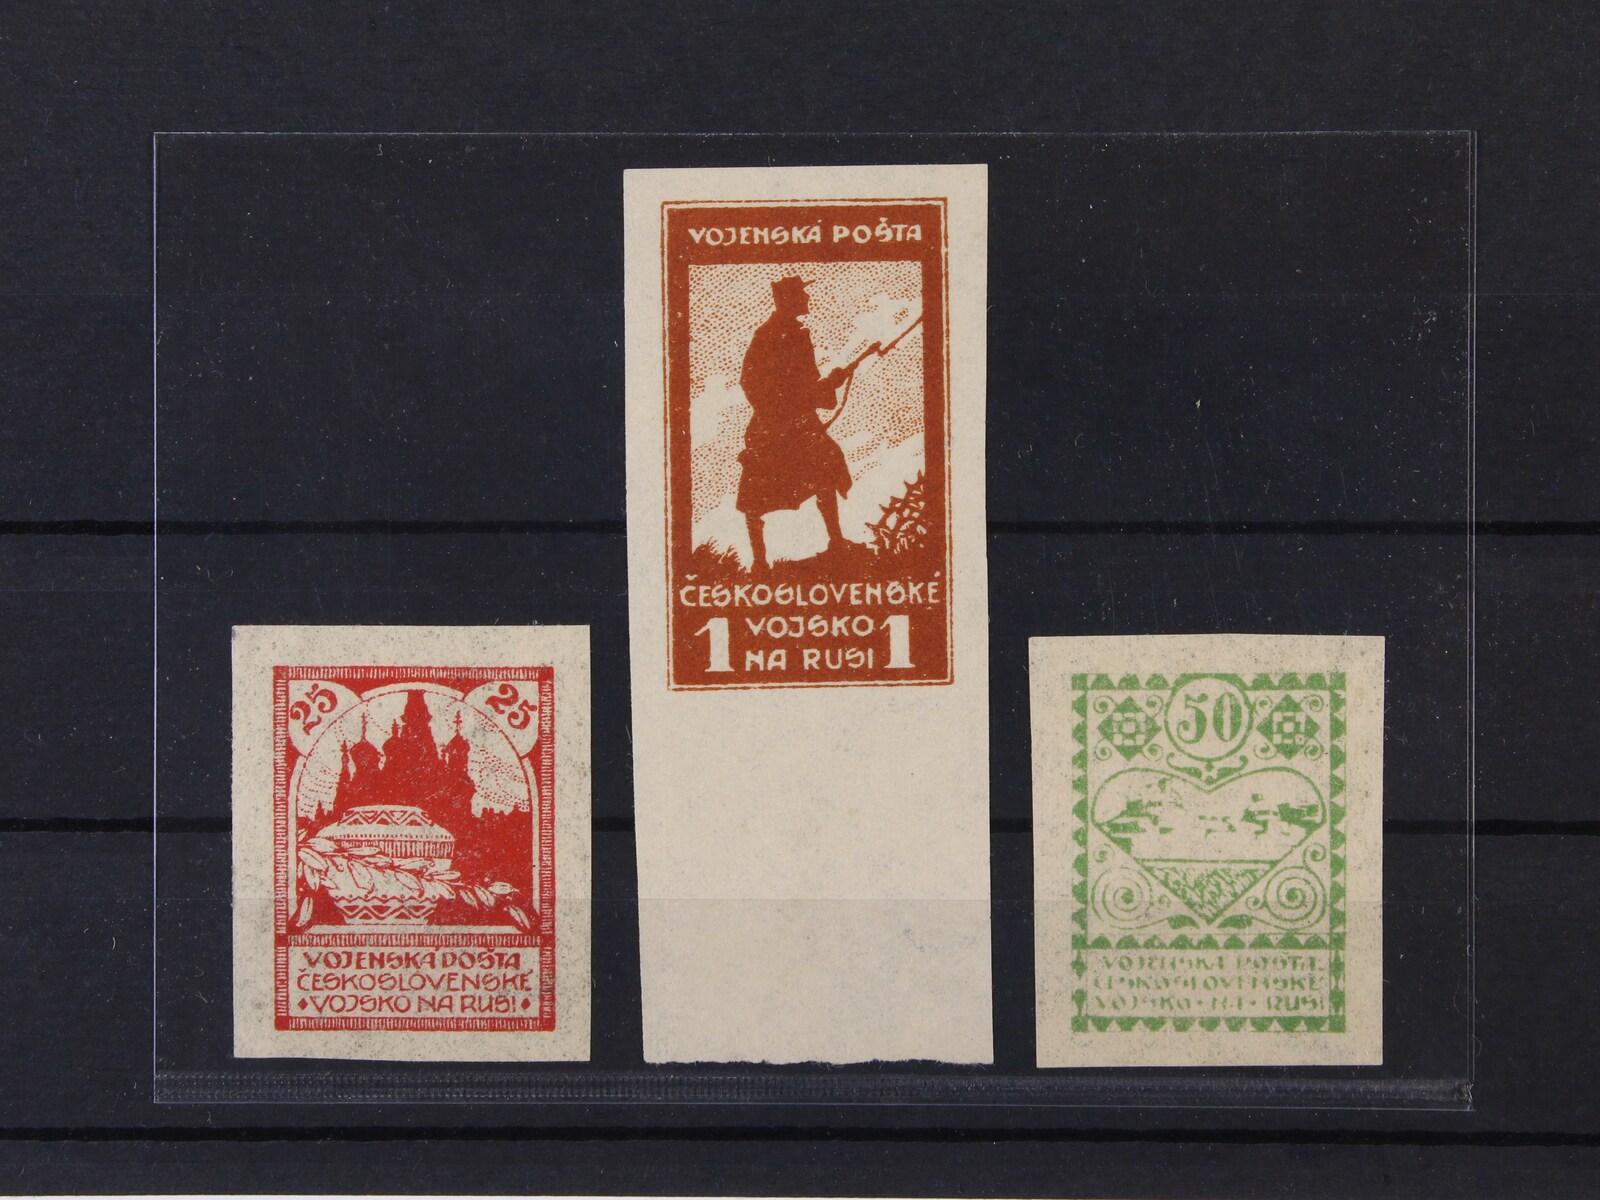 25 25
VOJENSKÁ POŠTA
ČESKOSLOVENSKÉ
VOJSKO NA RUSI
VOJENSKÁ POŠTA
ČESKOSLOVENSKÉ
1 VOJSKO 1
NA RUSI
50
VOJENSKÁ POŠTA
ČESKOSLOVENSKÉ
VOJSKO • NA • RUSI